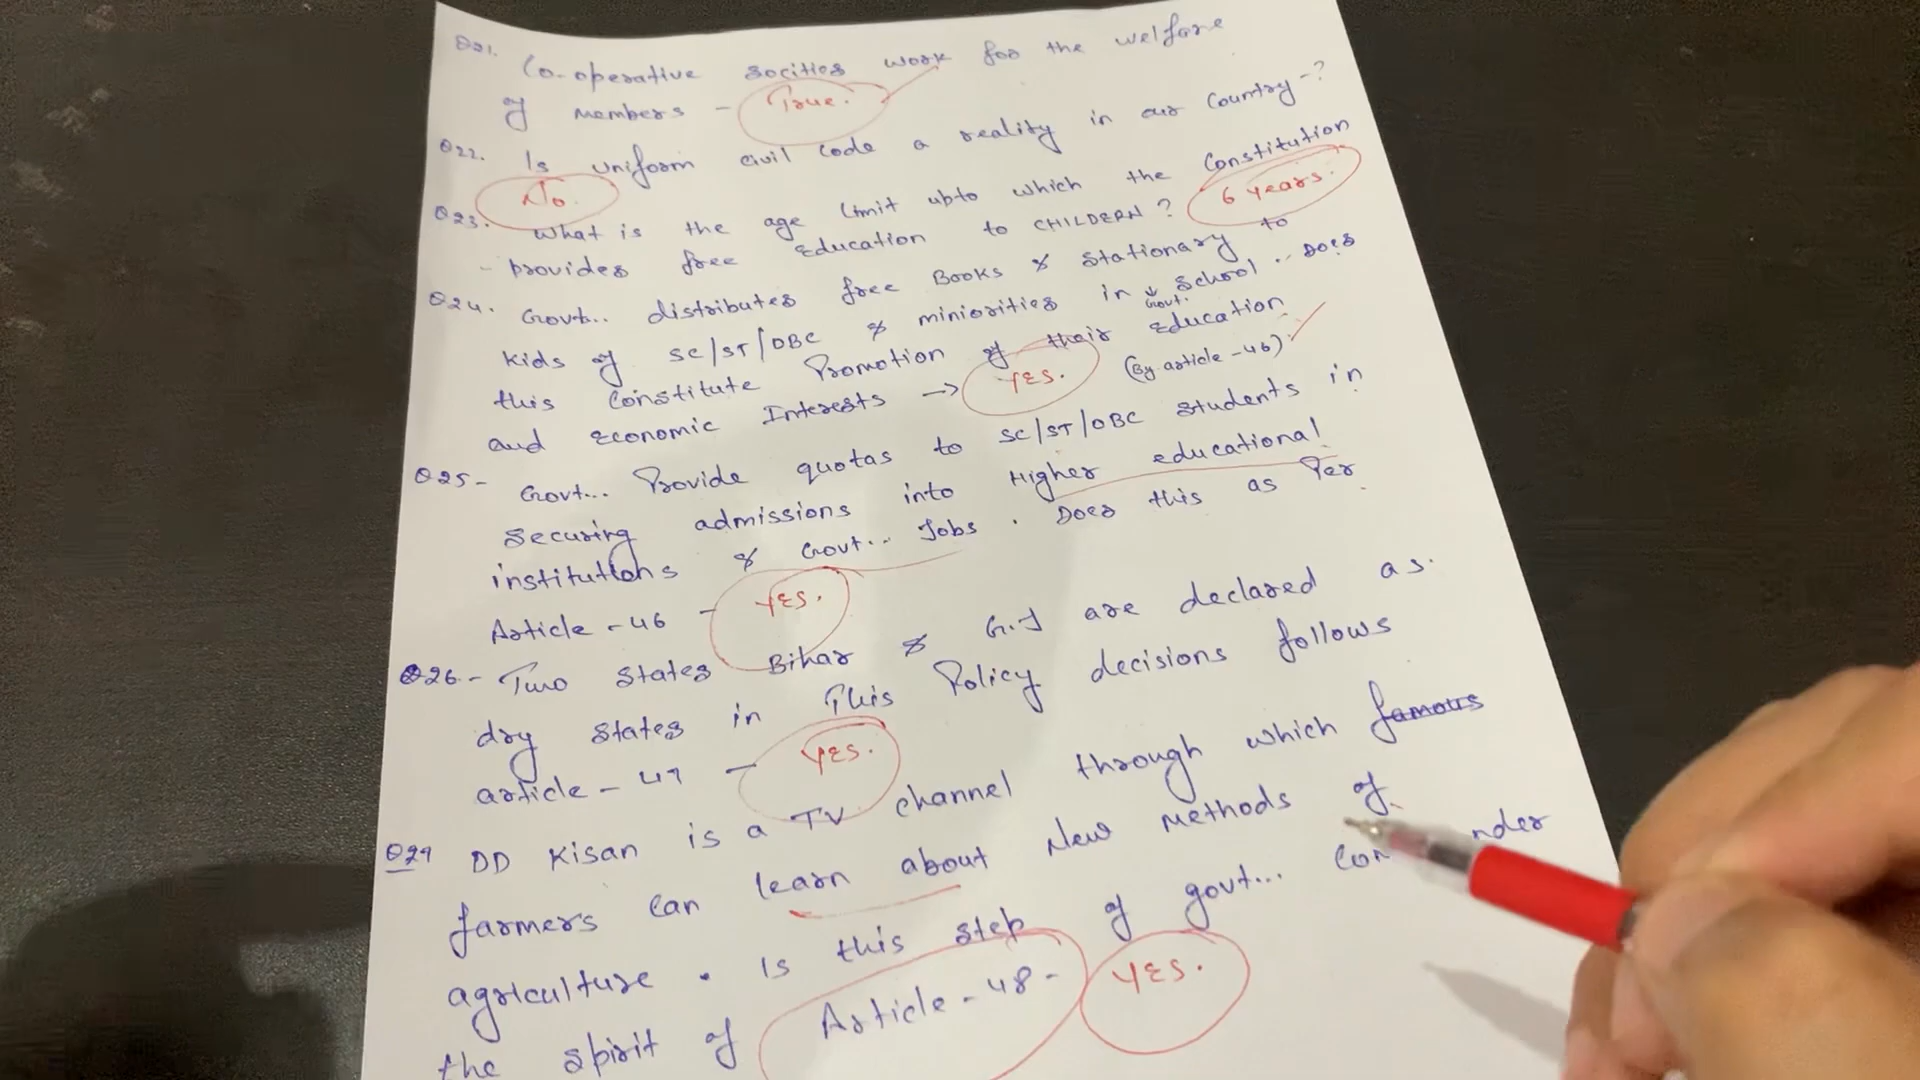 Q21. Co-operative socities work for the welfare
of members - True.
Q22. Is uniform civil code a reality in our Country-?
No.
Q23. What is the age limit upto which the Constitution
- provides free Education to CHILDERN? 6 years.
Q24. Govt.. distributes free Books & Stationary to
kids of SC/ST/OBC & miniorities in Govt. School .. Does
this Constitute Promotion of their Education
and Economic Interests → YES. (By article-46)
Q25- Govt... Provide quotas to SC/ST/OBC students in
securing admissions into Higher educational
institutions & Govt... Jobs . Does this as Per
Article - 46 - YES.
Q26- Two states Bihar & G.J are declared as.
dry states in This Policy decisions follows
article - 47 - YES.
Q27 DD Kisan is a TV channel through which famous
farmers can learn about New Methods of
agriculture . Is this step of govt... nder
the spirit of Article-48- YES.